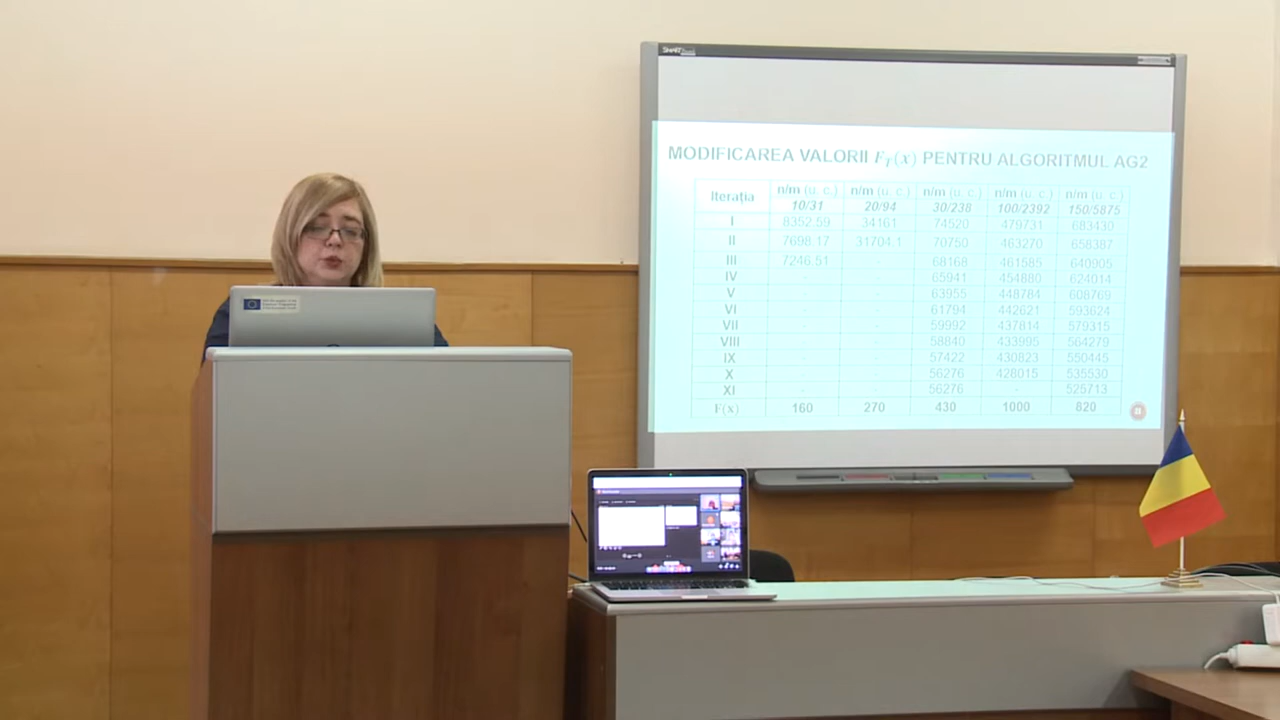 SMART
MODIFICAREA VALORII F_T(x) PENTRU ALGORITMUL AG2
Iterația n/m (u. c.) 10/31 n/m (u. c.) 20/94 n/m (u. c.) 30/238 n/m (u. c.) 100/2392 n/m (u. c.) 150/5875
I 8352.59 34161 74520 479731 683430
II 7698.17 31704.1 70750 463270 658387
III 7246.51 68168 461585 640905
IV - 65941 454880 624014
V - - 63955 448784 608769
VI - - 61794 442621 593624
VII - - 59992 437814 579315
VIII - - 58840 433995 564279
IX - - 57422 430823 550445
X - - 56276 428015 535530
XI - - 56276 - 525713
F(x) 160 270 430 1000 820